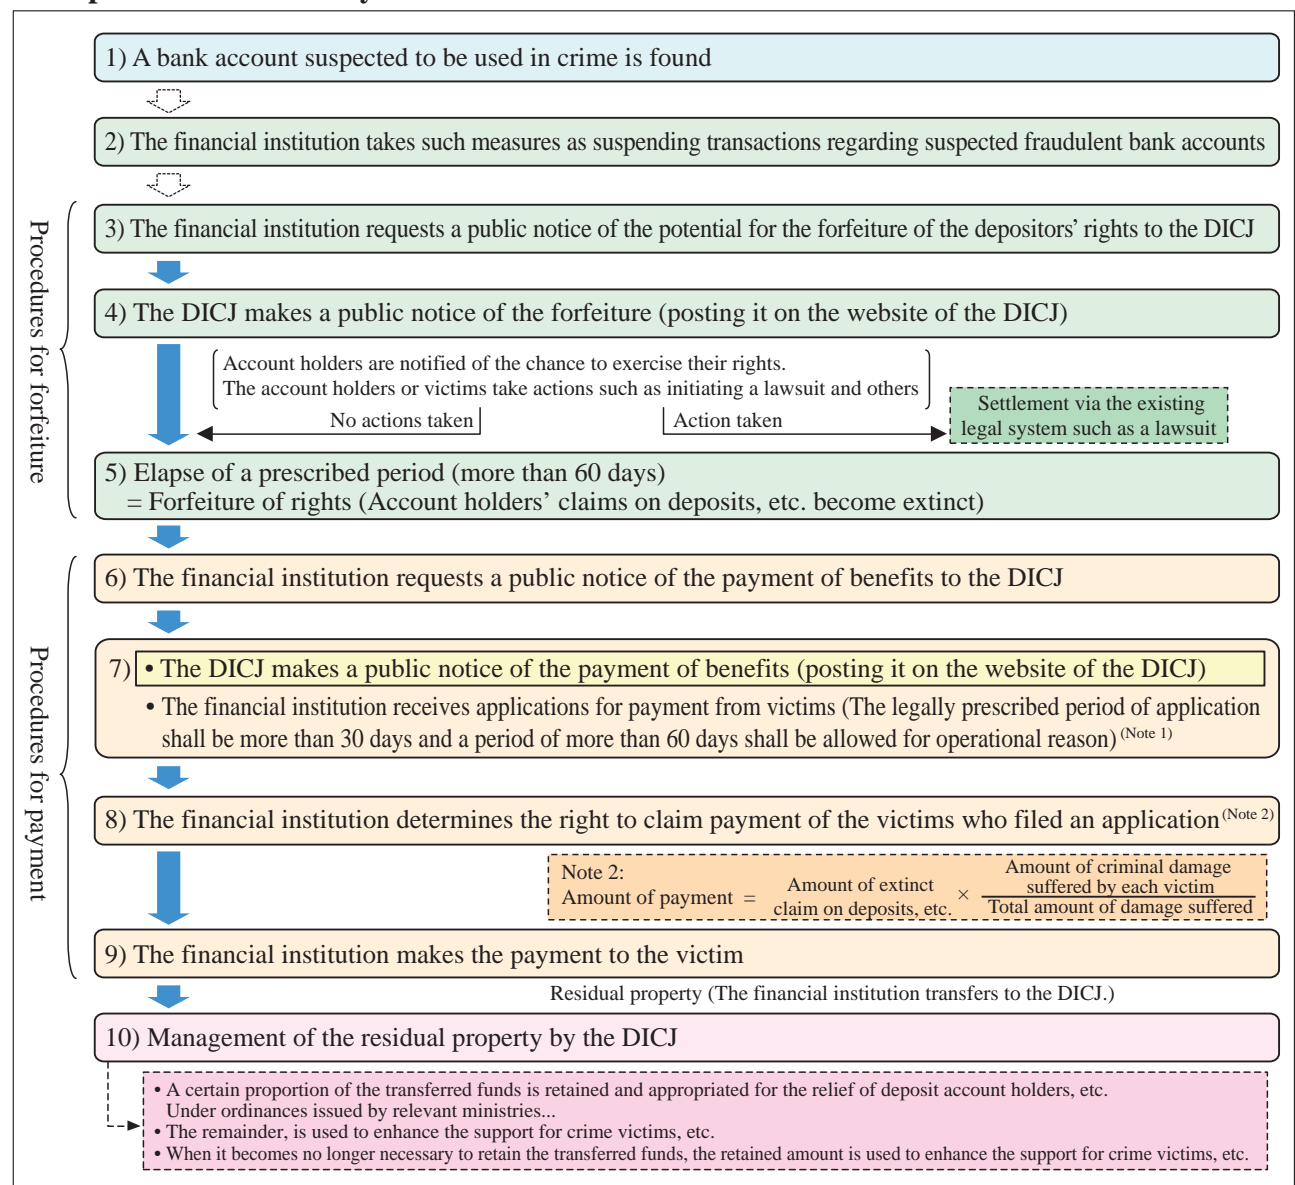 1) A bank account suspected to be used in crime is found
2) The financial institution takes such measures as suspending transactions regarding suspected fraudulent bank accounts
Procedures for forfeiture
3) The financial institution requests a public notice of the potential for the forfeiture of the depositors' rights to the DICJ
4) The DICJ makes a public notice of the forfeiture (posting it on the website of the DICJ)
Account holders are notified of the chance to exercise their rights.
The account holders or victims take actions such as initiating a lawsuit and others
No actions taken
Action taken
Settlement via the existing
legal system such as a lawsuit
5) Elapse of a prescribed period (more than 60 days)
= Forfeiture of rights (Account holders' claims on deposits, etc. become extinct)
Procedures for payment
6) The financial institution requests a public notice of the payment of benefits to the DICJ
7) • The DICJ makes a public notice of the payment of benefits (posting it on the website of the DICJ)
• The financial institution receives applications for payment from victims (The legally prescribed period of application
shall be more than 30 days and a period of more than 60 days shall be allowed for operational reason) (Note 1)
8) The financial institution determines the right to claim payment of the victims who filed an application (Note 2)
Note 2:
Amount of payment = Amount of extinct
claim on deposits, etc. ×
Amount of criminal damage
suffered by each victim
Total amount of damage suffered
9) The financial institution makes the payment to the victim
Residual property (The financial institution transfers to the DICJ.)
10) Management of the residual property by the DICJ
• A certain proportion of the transferred funds is retained and appropriated for the relief of deposit account holders, etc.
Under ordinances issued by relevant ministries...
• The remainder, is used to enhance the support for crime victims, etc.
• When it becomes no longer necessary to retain the transferred funds, the retained amount is used to enhance the support for crime victims, etc.